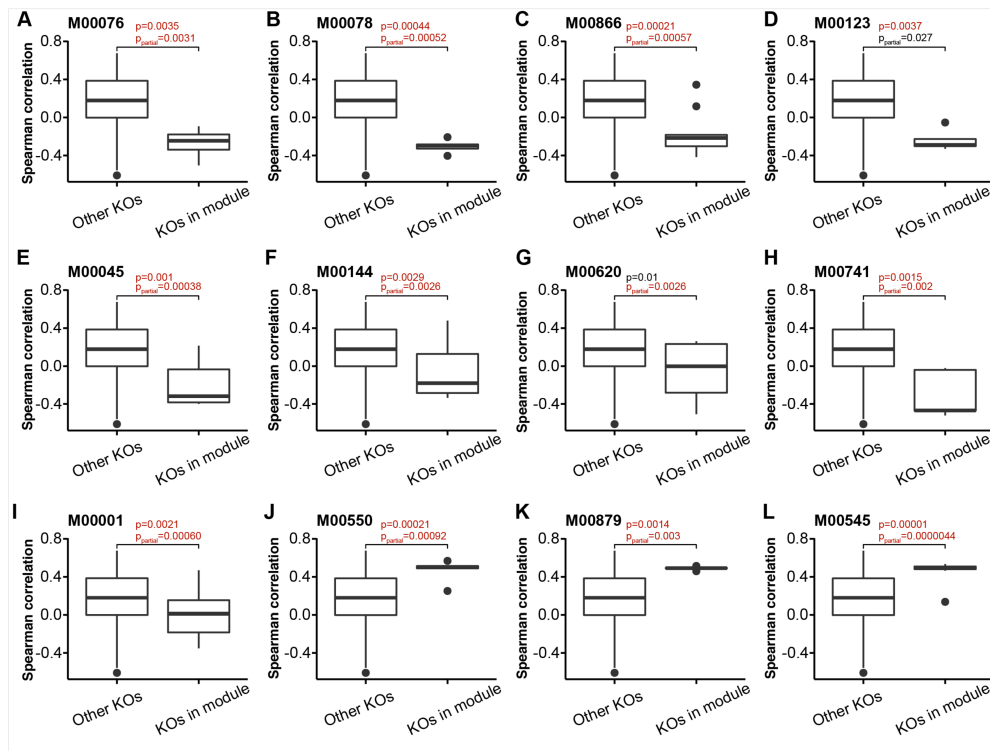 A M00076 p=0.0035
p partial=0.0031
Spearman correlation
0.8
0.4
0.0
-0.4
Other KOs KOs in module
B M00078 p=0.00044
p partial=0.00052
Spearman correlation
0.8
0.4
0.0
-0.4
Other KOs KOs in module
C M00866 p=0.00021
p partial=0.00057
Spearman correlation
0.8
0.4
0.0
-0.4
Other KOs KOs in module
D M00123 p=0.0037
p partial=0.027
Spearman correlation
0.8
0.4
0.0
-0.4
Other KOs KOs in module
E M00045 p=0.001
p partial=0.00038
Spearman correlation
0.8
0.4
0.0
-0.4
Other KOs KOs in module
F M00144 p=0.0029
p partial=0.0026
Spearman correlation
0.8
0.4
0.0
-0.4
Other KOs KOs in module
G M00620 p=0.01
p partial=0.0026
Spearman correlation
0.8
0.4
0.0
-0.4
Other KOs KOs in module
H M00741 p=0.0015
p partial=0.002
Spearman correlation
0.8
0.4
0.0
-0.4
Other KOs KOs in module
I M00001 p=0.0021
p partial=0.00060
Spearman correlation
0.8
0.4
0.0
-0.4
Other KOs KOs in module
J M00550 p=0.00021
p partial=0.00092
Spearman correlation
0.8
0.4
0.0
-0.4
Other KOs KOs in module
K M00879 p=0.0014
p partial=0.003
Spearman correlation
0.8
0.4
0.0
-0.4
Other KOs KOs in module
L M00545 p=0.00001
p partial=0.0000044
Spearman correlation
0.8
0.4
0.0
-0.4
Other KOs KOs in module